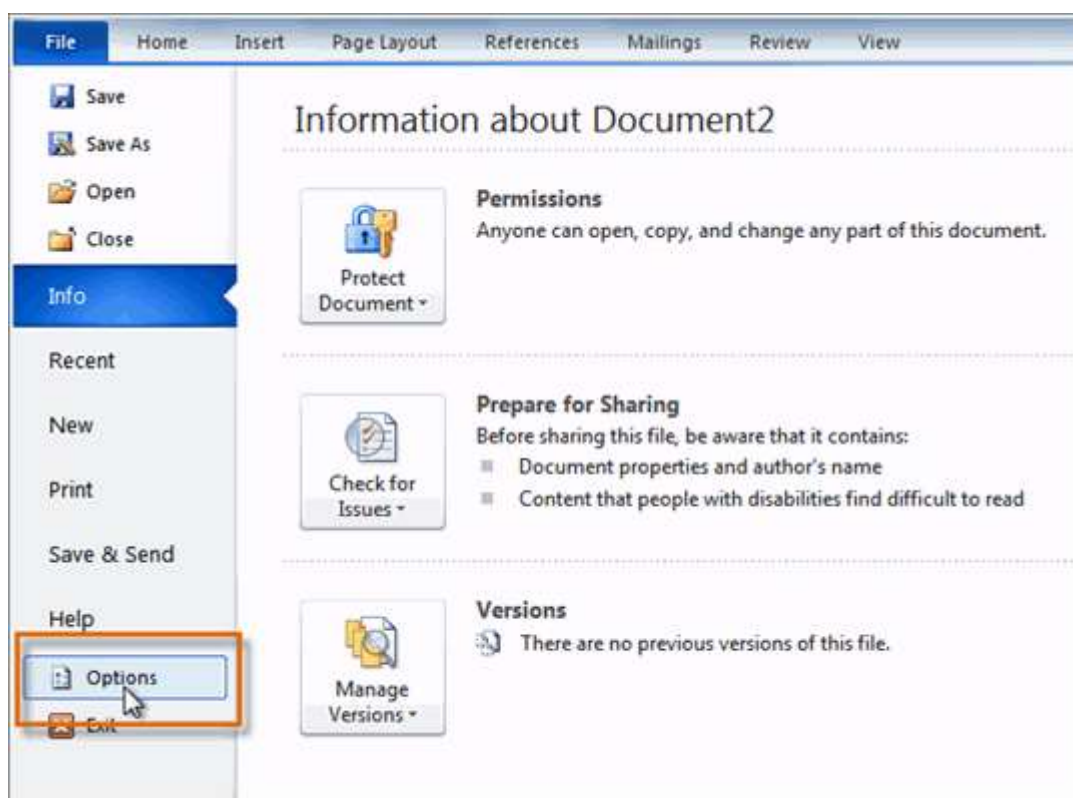 File Home Insert Page Layout References Mailings Review View
Save
Save As
Open
Close
Info
Recent
New
Print
Save & Send
Help
Options
Exit
Information about Document2
Protect
Document
Permissions
Anyone can open, copy, and change any part of this document.
Check for
Issues
Prepare for Sharing
Before sharing this file, be aware that it contains:
Document properties and author's name
Content that people with disabilities find difficult to read
Manage
Versions
Versions
There are no previous versions of this file.